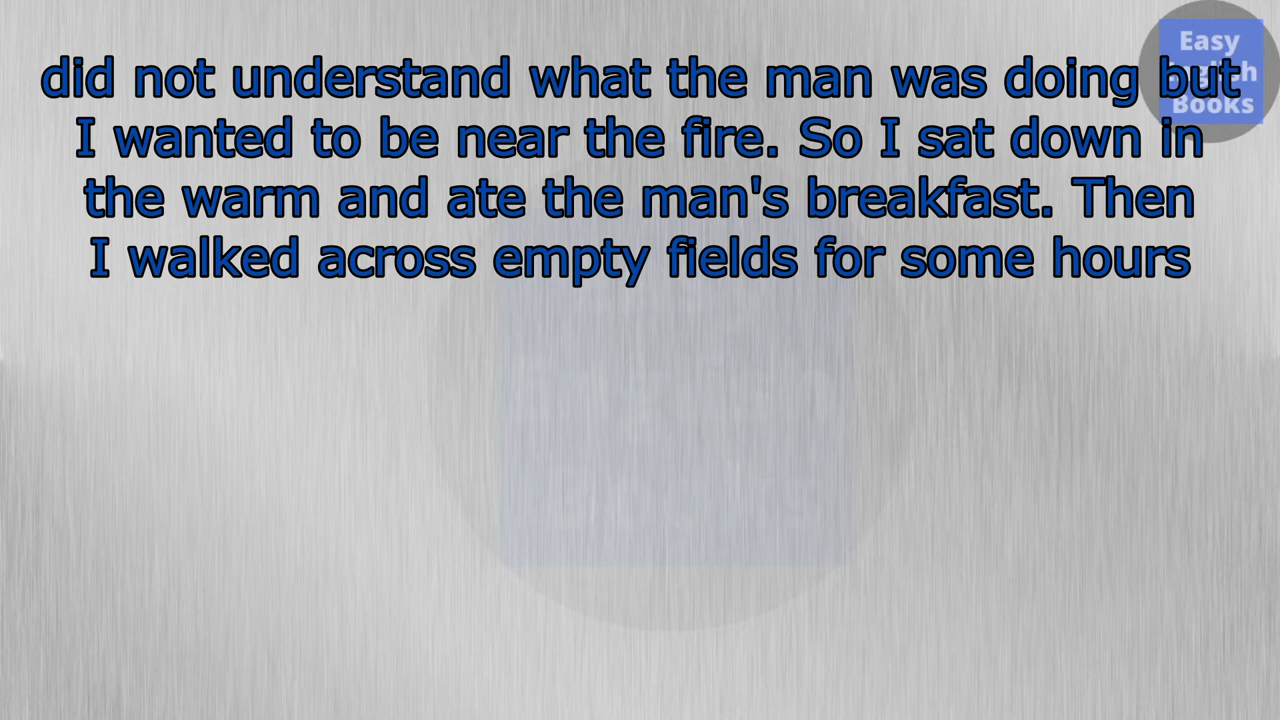 did not understand what the man was doing but
I wanted to be near the fire. So I sat down in
the warm and ate the man's breakfast. Then
I walked across empty fields for some hours
Easy
Books